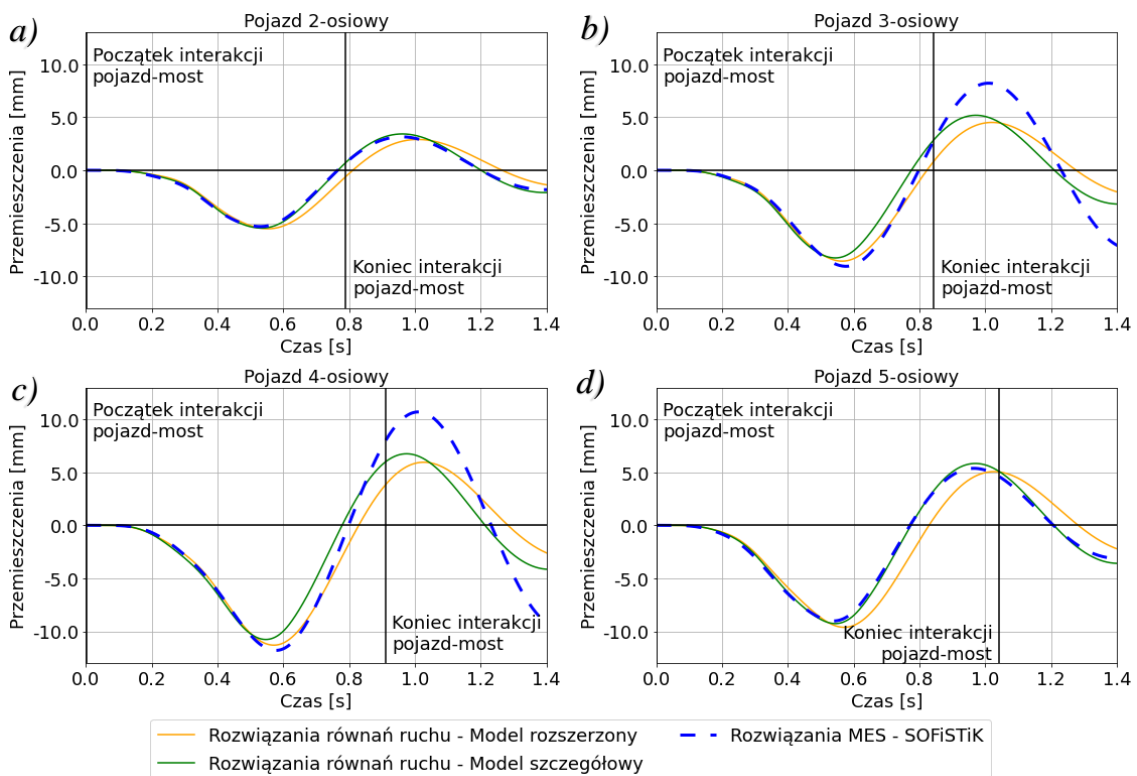 a)
Pojazd 2-osiowy
Początek interakcji
pojazd-most
Koniec interakcji
pojazd-most
Przemieszczenia [mm]
10.0
5.0
0.0
-5.0
-10.0
0.0 0.2 0.4 0.6 0.8 1.0 1.2 1.4
Czas [s]
b)
Pojazd 3-osiowy
Początek interakcji
pojazd-most
Koniec interakcji
pojazd-most
Przemieszczenia [mm]
10.0
5.0
0.0
-5.0
-10.0
0.0 0.2 0.4 0.6 0.8 1.0 1.2 1.4
Czas [s]
c)
Pojazd 4-osiowy
Początek interakcji
pojazd-most
Koniec interakcji
pojazd-most
Przemieszczenia [mm]
10.0
5.0
0.0
-5.0
-10.0
0.0 0.2 0.4 0.6 0.8 1.0 1.2 1.4
Czas [s]
d)
Pojazd 5-osiowy
Początek interakcji
pojazd-most
Koniec interakcji
pojazd-most
Przemieszczenia [mm]
10.0
5.0
0.0
-5.0
-10.0
0.0 0.2 0.4 0.6 0.8 1.0 1.2 1.4
Czas [s]
Rozwiązania równań ruchu - Model rozszerzony
Rozwiązania równań ruchu - Model szczegółowy
Rozwiązania MES - SOFiSTiK